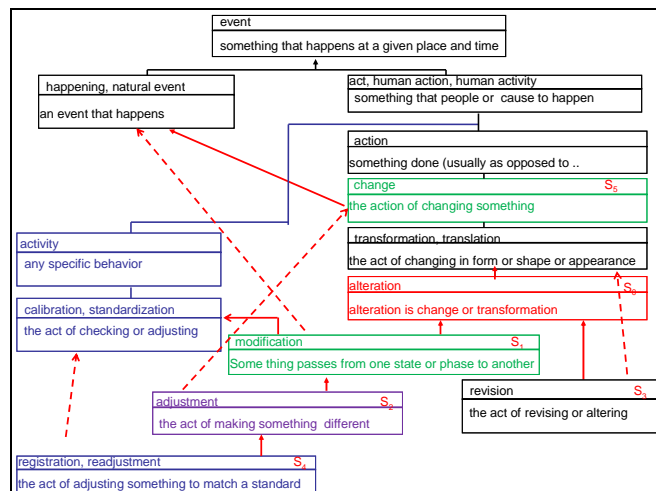 event
something that happens at a given place and time
happening, natural event
an event that happens
act, human action, human activity
something that people or cause to happen
action
something done (usually as opposed to ..
change S5
the action of changing something
transformation, translation
the act of changing in form or shape or appearance
activity
any specific behavior
alteration
alteration is change or transformation
calibration, standardization
the act of checking or adjusting
modification S1
Some thing passes from one state or phase to another
adjustment S2
the act of making something different
revision S3
the act of revising or altering
registration, readjustment S4
the act of adjusting something to match a standard